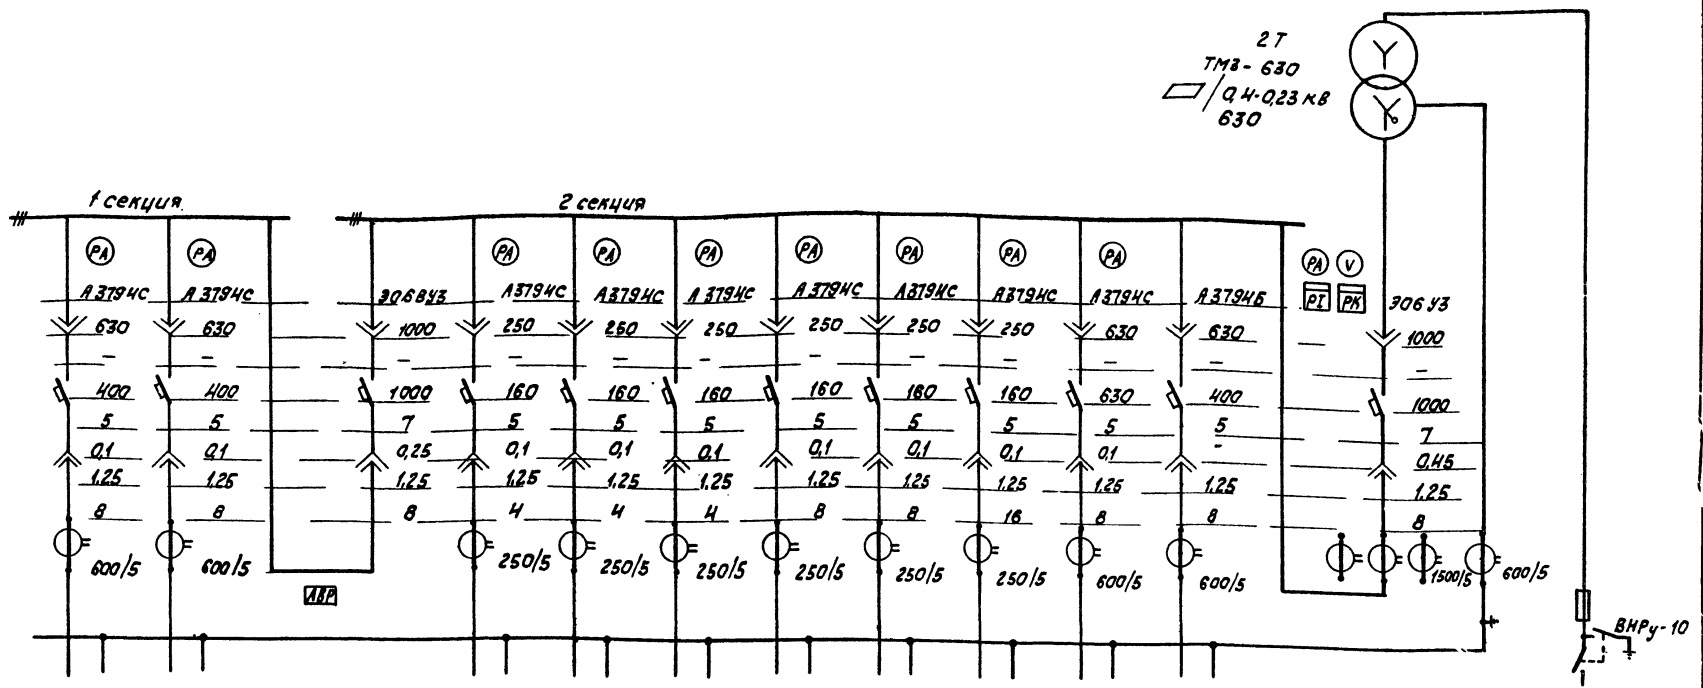 2Т
ТМЗ-630
0,4-0,23 кВ
630
1 секция
2 секция
РА РА РА РА РА РА РА РА РА РА V
А3794С А3794С Э06ВУЗ А3794С А3794С А3794С А3794С А3794С А3794С А3794С А3794Б РI РК Э06УЗ
630 630 1000 250 250 250 250 250 250 630 630 1000
– – – – – – – – – – – –
400 400 1000 160 160 160 160 160 160 630 400 1000
5 5 7 5 5 5 5 5 5 5 5 7
0,1 0,1 0,25 0,1 0,1 0,1 0,1 0,1 0,1 0,1 - 0,45
1,25 1,25 1,25 1,25 1,25 1,25 1,25 1,25 1,25 1,25 1,25 1,25
8 8 8 4 4 4 8 8 16 8 8 8
600/5 600/5 250/5 250/5 250/5 250/5 250/5 250/5 600/5 600/5 1500/5 600/5
АВР
ВНРу-10